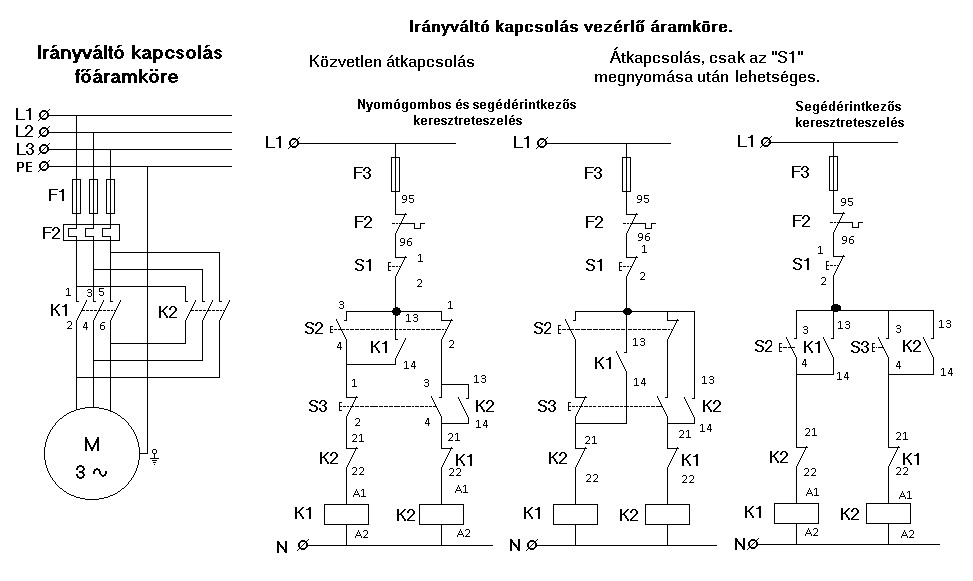 Irányváltó kapcsolás vezérlő áramköre.
Irányváltó kapcsolás
főáramköre
Közvetlen átkapcsolás
Átkapcsolás, csak az "S1"
megnyomása után lehetséges.
Nyomógombos és segédérintkezős
keresztreteszelés
Segédérintkezős
keresztreteszelés
L1
L2
L3
PE
F1
F2
1 3 5
K1
2 4 6
K2
M
3 ~
L1
F3
95
F2
96
S1
1
2
3
13
1
S2
4
K1
2
14
1
3
13
S3
K2
2
4
14
21
21
K2
K1
22
22
A1
A1
K1
K2
A2
A2
N
L1
F3
95
F2
96
S1
1
2
S2
13
K1
14
13
S3
K2
14
21
21
K2
K1
22
22
K1
K2
N
L1
F3
95
F2
96
1
S1
2
3
13
3
13
S2
K1
S3
K2
4
14
4
14
21
21
K2
K1
22
22
A1
A1
K1
K2
A2
A2
N